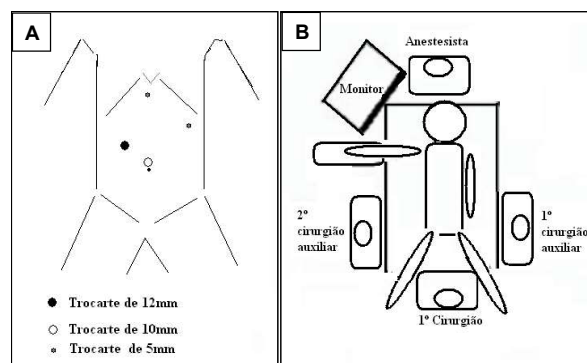 A
Trocarte de 12mm
Trocarte de 10mm
Trocarte de 5mm
B
Anestesista
Monitor
2º
cirurgião
auxiliar
1º
cirurgião
auxiliar
1º Cirurgião